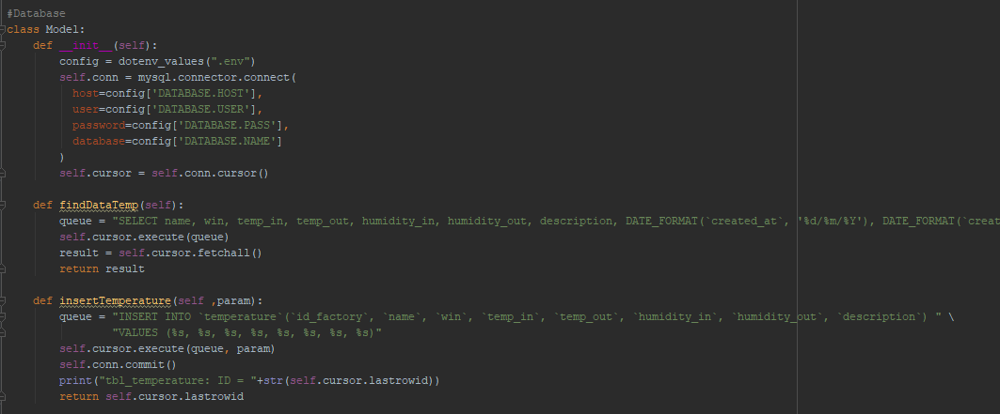 #Database
class Model:
    def __init__(self):
        config = dotenv_values(".env")
        self.conn = mysql.connector.connect(
          host=config['DATABASE.HOST'],
          user=config['DATABASE.USER'],
          password=config['DATABASE.PASS'],
          database=config['DATABASE.NAME']
        )
        self.cursor = self.conn.cursor()
    def findDataTemp(self):
        queue = "SELECT name, win, temp_in, temp_out, humidity_in, humidity_out, description, DATE_FORMAT(`created_at`, '%d/%m/%Y'), DATE_FORMAT(`creat
        self.cursor.execute(queue)
        result = self.cursor.fetchall()
        return result
    def insertTemperature(self ,param):
        queue = "INSERT INTO `temperature`(`id_factory`, `name`, `win`, `temp_in`, `temp_out`, `humidity_in`, `humidity_out`, `description`) " \
                "VALUES (%s, %s, %s, %s, %s, %s, %s, %s)"
        self.cursor.execute(queue, param)
        self.conn.commit()
        print("tbl_temperature: ID = "+str(self.cursor.lastrowid))
        return self.cursor.lastrowid